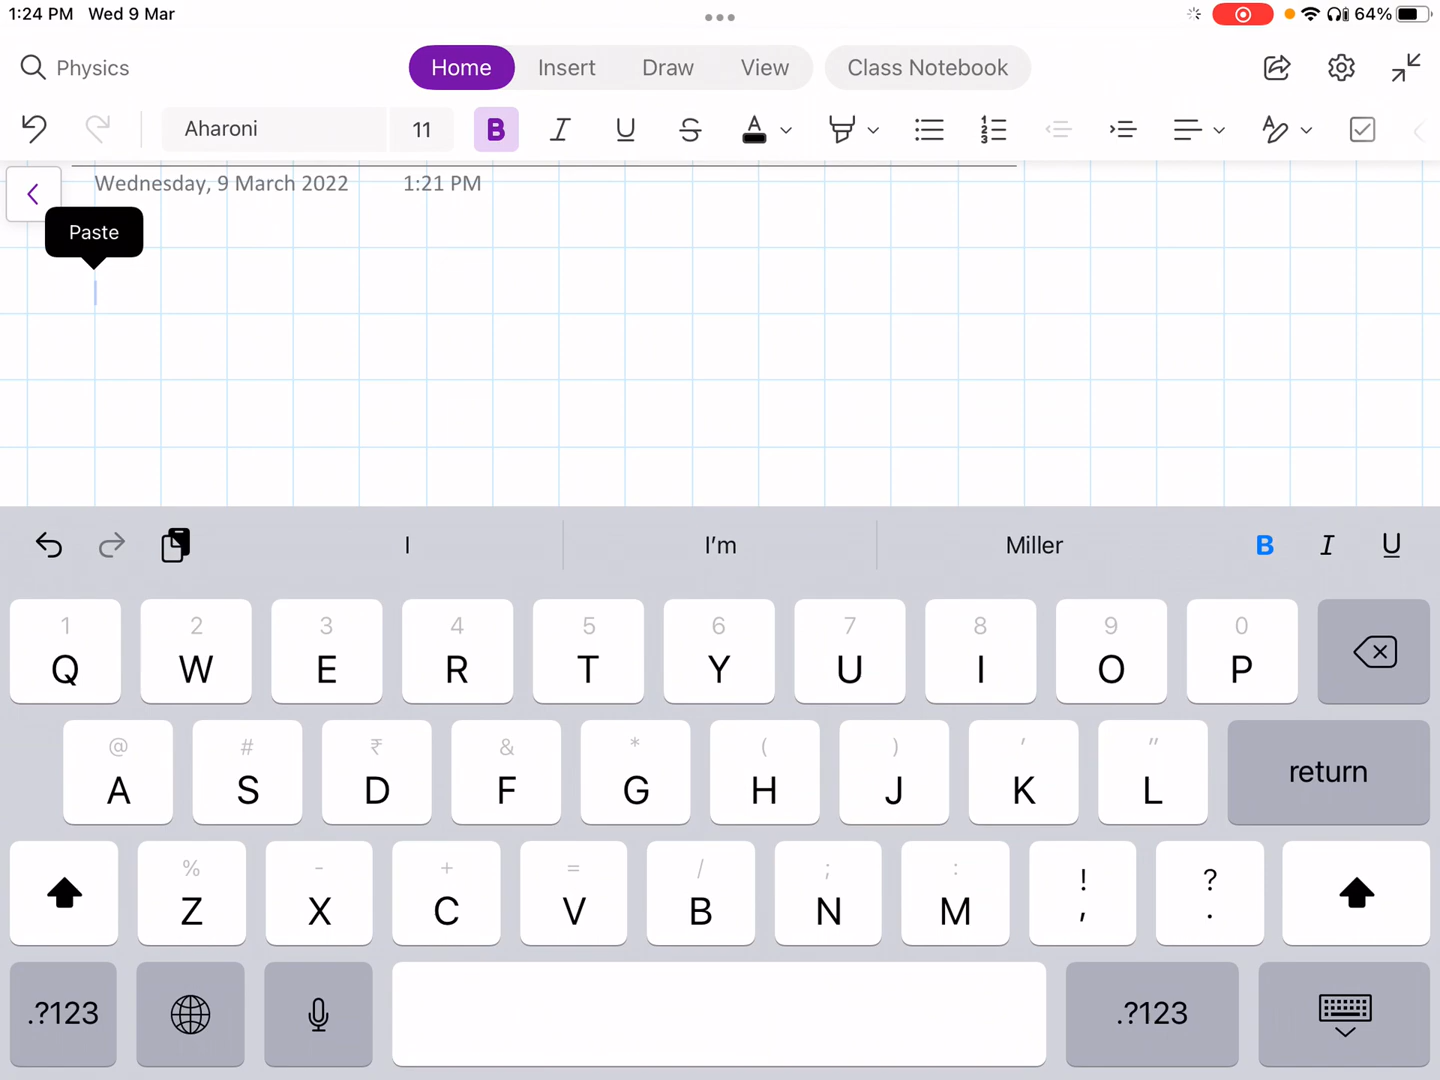 1:24 PM Wed 9 Mar 64%
Physics Home Insert Draw View Class Notebook
Aharoni 11 B I U S A
Wednesday, 9 March 2022 1:21 PM
Paste
I I'm Miller B I U
1 2 3 4 5 6 7 8 9 0
Q W E R T Y U I O P
@ # ₹ & * ( ) ' "
A S D F G H J K L return
% - + = / ; : ! ?
Z X C V B N M , .
.?123 .?123